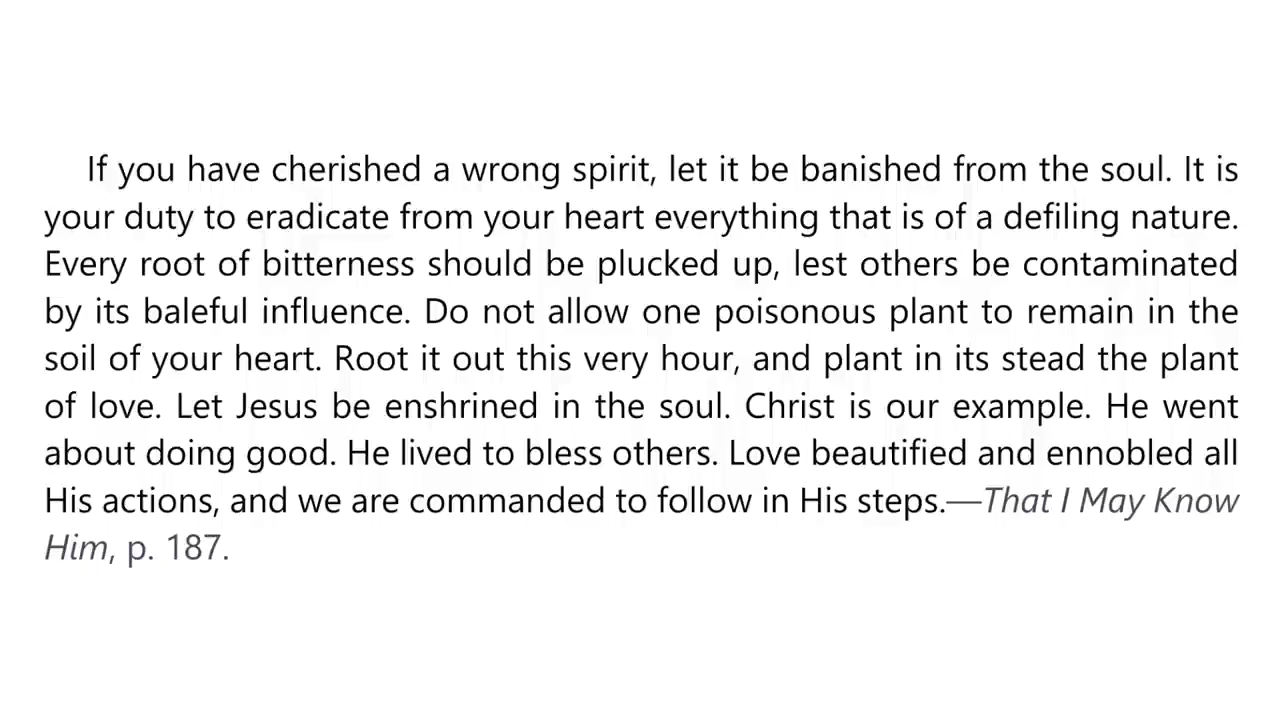 If you have cherished a wrong spirit, let it be banished from the soul. It is
your duty to eradicate from your heart everything that is of a defiling nature.
Every root of bitterness should be plucked up, lest others be contaminated
by its baleful influence. Do not allow one poisonous plant to remain in the
soil of your heart. Root it out this very hour, and plant in its stead the plant
of love. Let Jesus be enshrined in the soul. Christ is our example. He went
about doing good. He lived to bless others. Love beautified and ennobled all
His actions, and we are commanded to follow in His steps.—That I May Know
Him, p. 187.